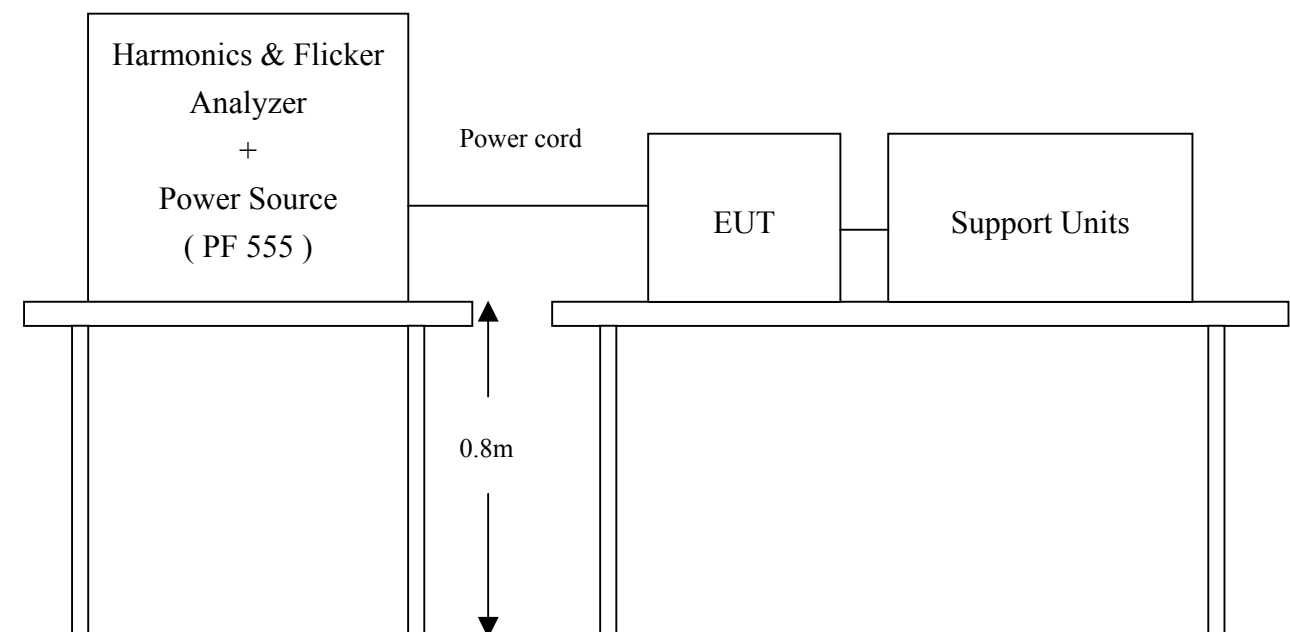 Harmonics & Flicker
Analyzer
+
Power Source
( PF 555 )
Power cord
EUT
Support Units
0.8m